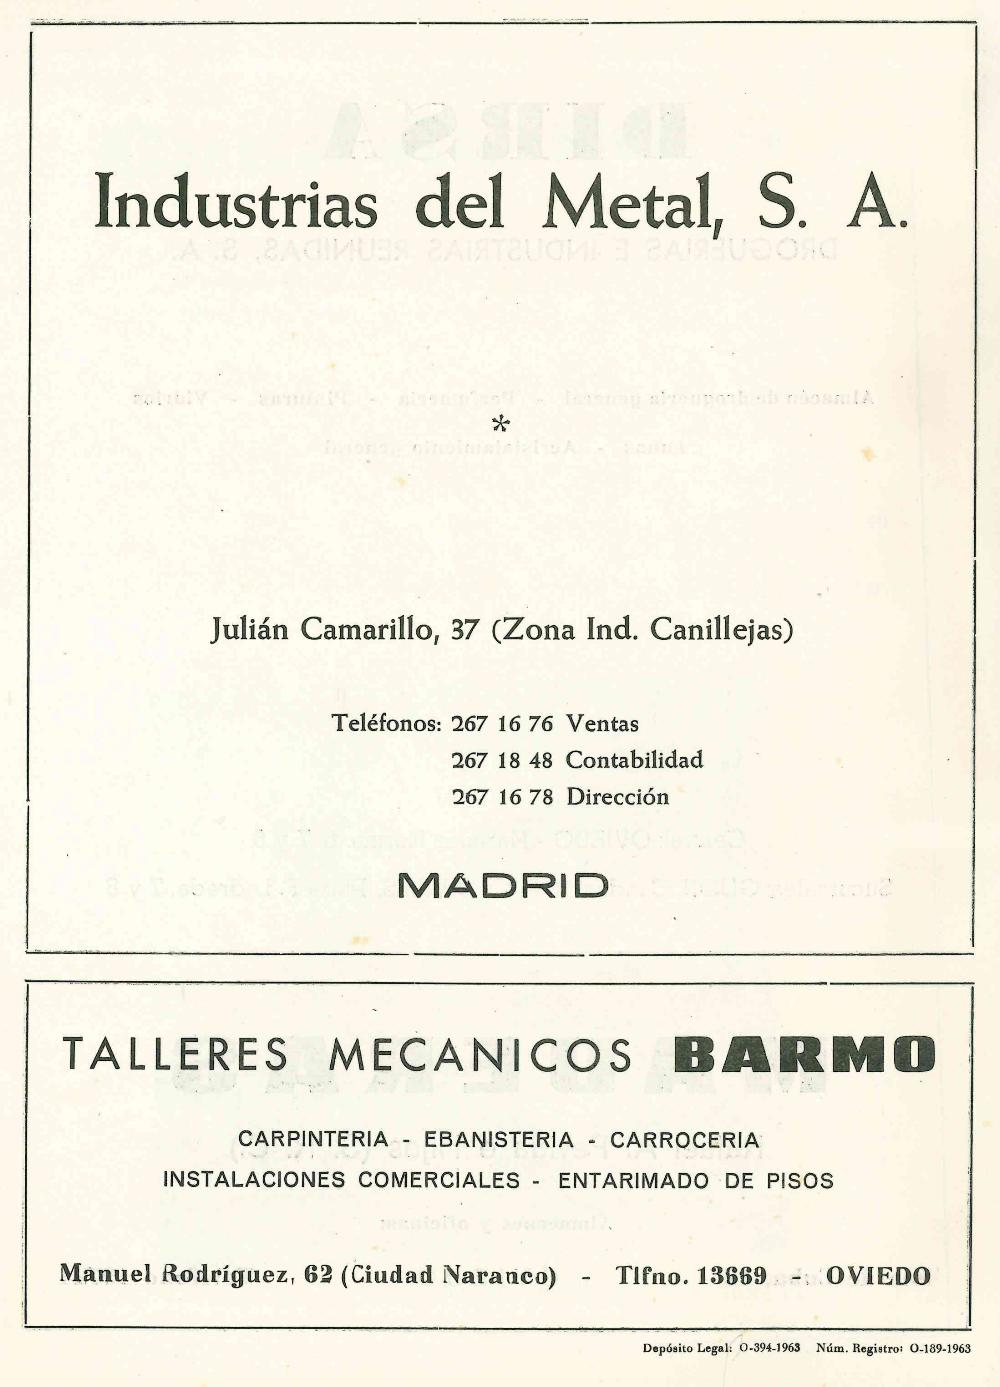 Industrias del Metal, S. A.
*
Julián Camarillo, 37 (Zona Ind. Canillejas)
Teléfonos: 267 16 76 Ventas
267 18 48 Contabilidad
267 16 78 Dirección
MADRID
TALLERES MECANICOS BARMO
CARPINTERIA - EBANISTERIA - CARROCERIA
INSTALACIONES COMERCIALES - ENTARIMADO DE PISOS
Manuel Rodríguez, 62 (Ciudad Naranco) - Tlfno. 13669 - OVIEDO
Depósito Legal: O-394-1963 Núm. Registro: O-189-1963